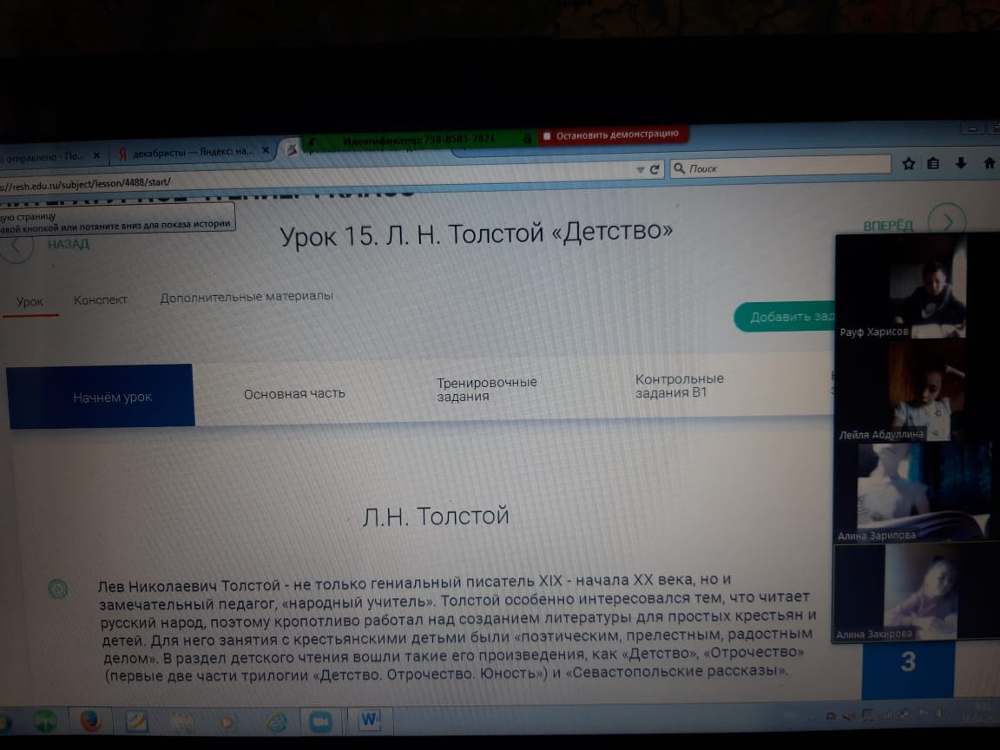 о отправлено - По...
Я декабристы — Яндекс: на...
Идентификатор: 758-8585-7821
Остановить демонстрацию
s://resh.edu.ru/subject/lesson/4488/start/
Поиск
ую страницу
авой кнопкой или потяните вниз для показа истории
Урок 15. Л. Н. Толстой «Детство»
НАЗАД
ВПЕРЁД
Урок
Конспект
Дополнительные материалы
Добавить зад
Рауф Харисов
Начнём урок
Основная часть
Тренировочные
задания
Контрольные
задания В1
Лейля Абдуллина
Л.Н. Толстой
Алина Зарипова
Лев Николаевич Толстой - не только гениальный писатель XIX - начала XX века, но и
замечательный педагог, «народный учитель». Толстой особенно интересовался тем, что читает
русский народ, поэтому кропотливо работал над созданием литературы для простых крестьян и
детей. Для него занятия с крестьянскими детьми были «поэтическим, прелестным, радостным
делом». В раздел детского чтения вошли такие его произведения, как «Детство», «Отрочество»
(первые две части трилогии «Детство. Отрочество. Юность») и «Севастопольские рассказы».
Алина Закирова
3
W